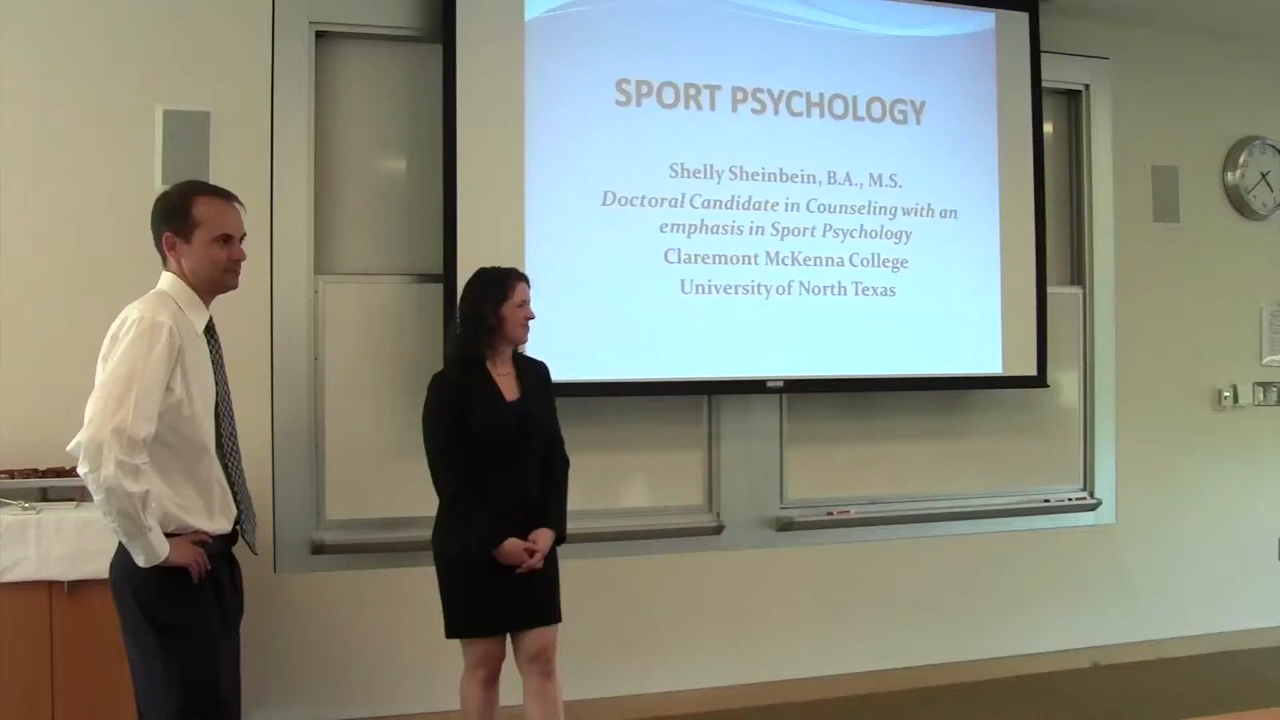 SPORT PSYCHOLOGY
Shelly Sheinbein, B.A., M.S.
Doctoral Candidate in Counseling with an
emphasis in Sport Psychology
Claremont McKenna College
University of North Texas